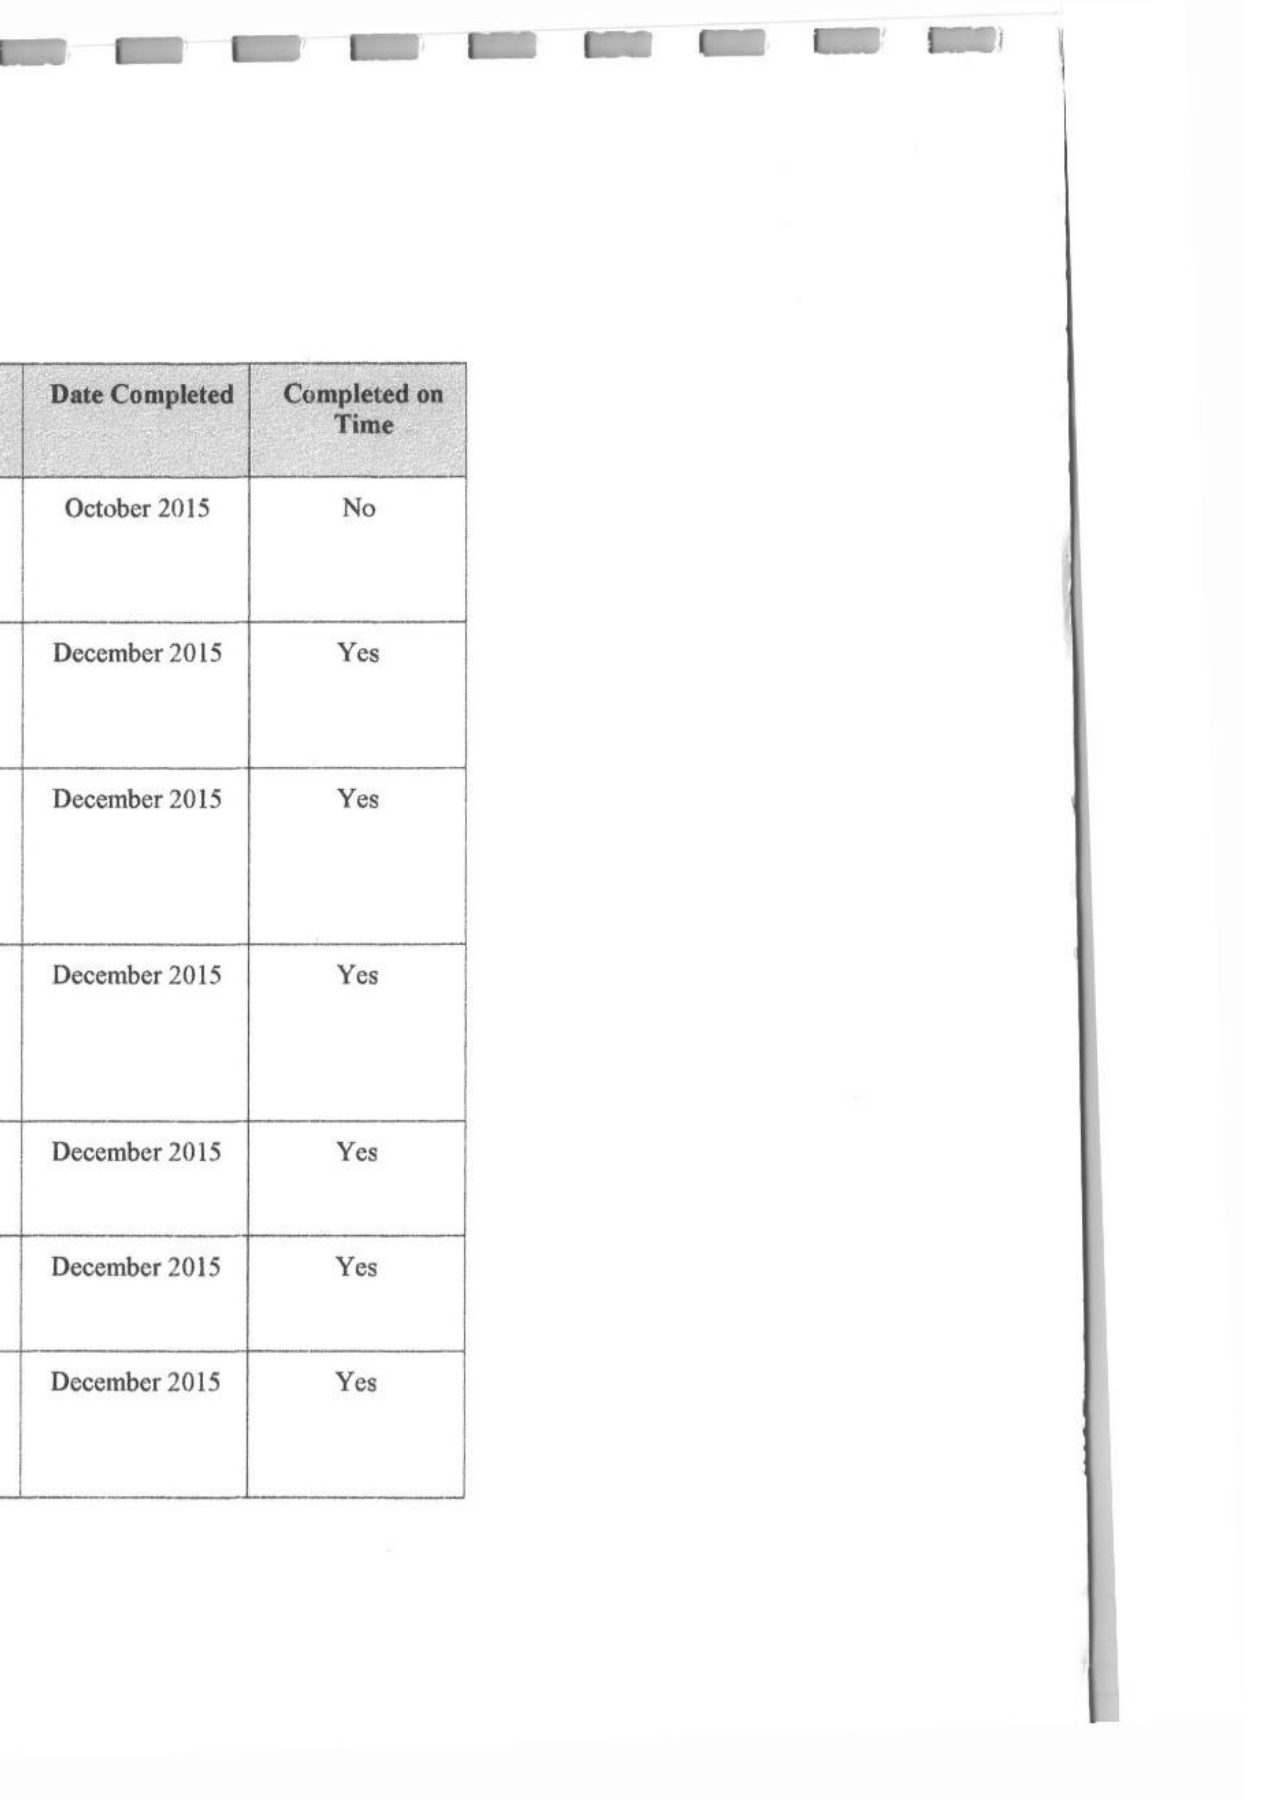 Date Completed
Completed on
Time
October 2015
No
December 2015
Yes
December 2015
Yes
December 2015
Yes
December 2015
Yes
December 2015
Yes
December 2015
Yes